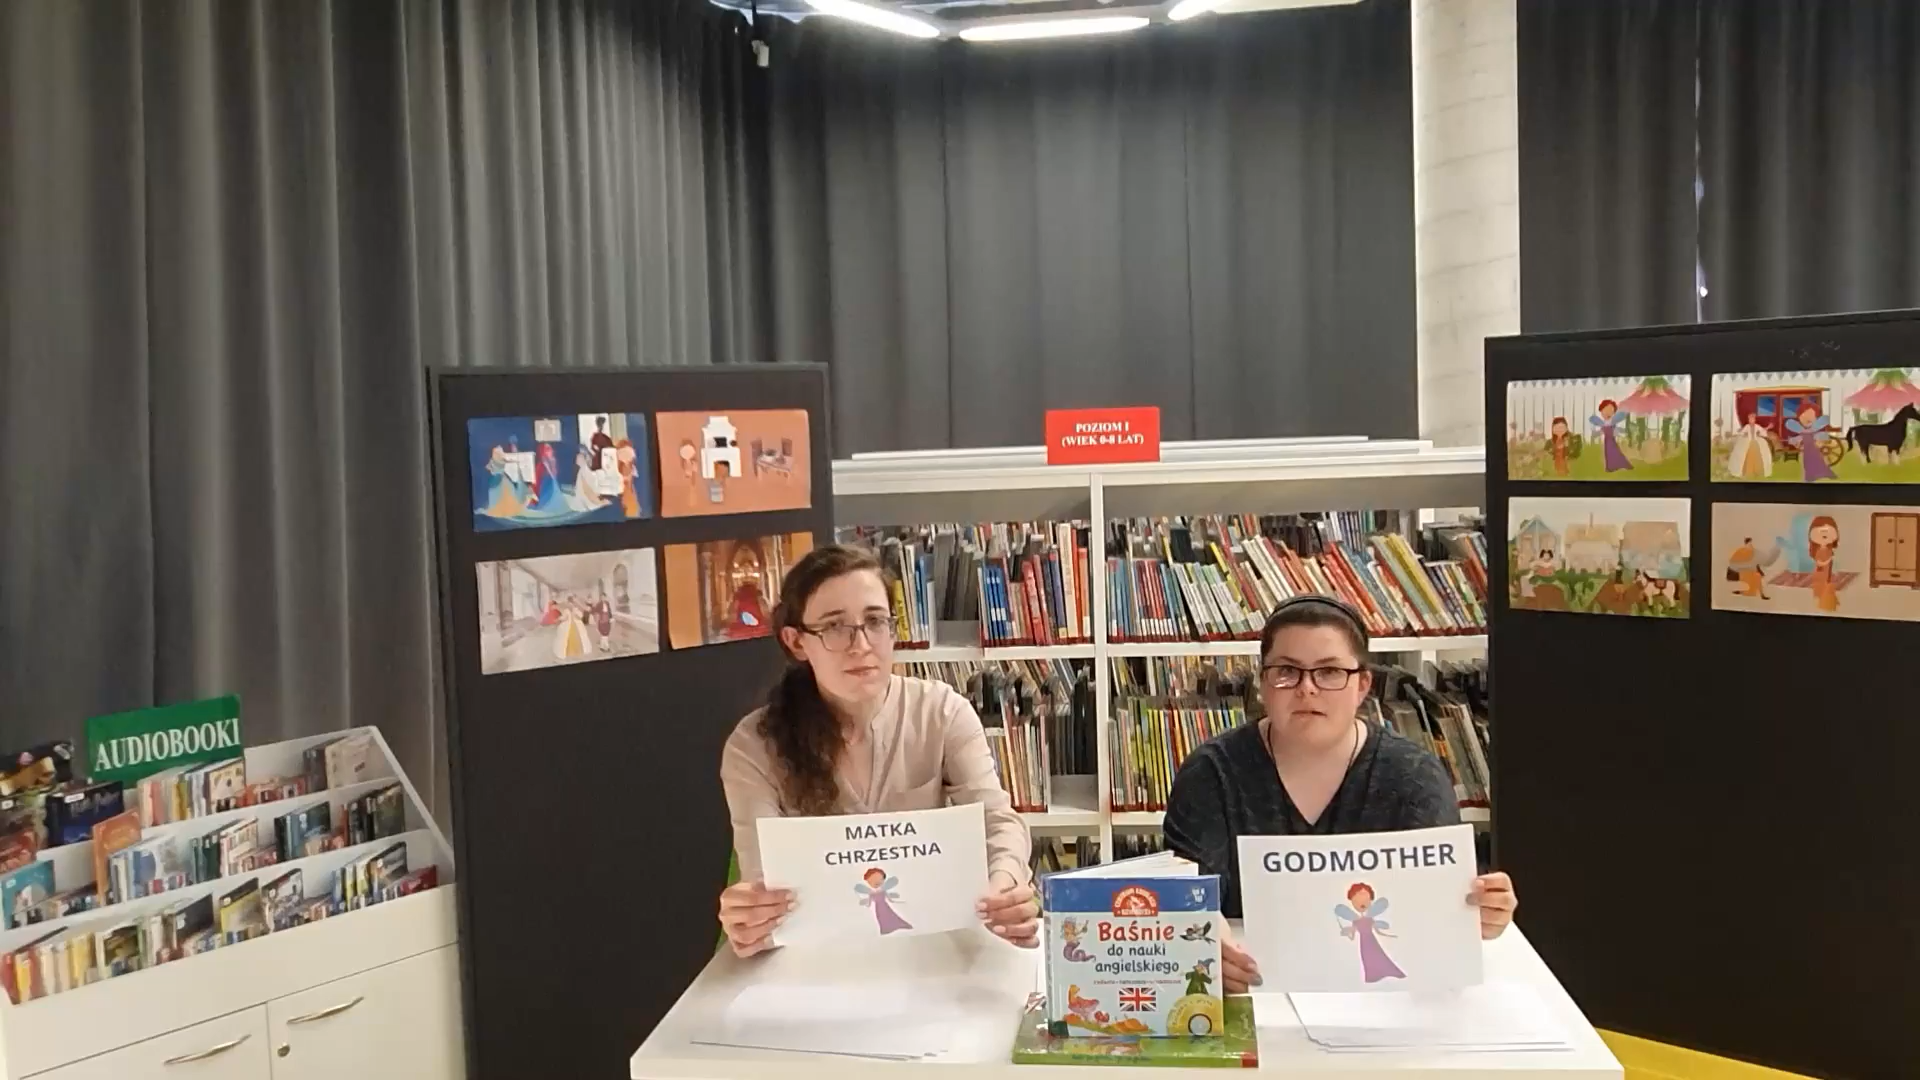 POZIOM I
(WIEK 0-8 LAT)
AUDIOBOOKI
MATKA
CHRZESTNA
GODMOTHER
Baśnie
do nauki
angielskiego